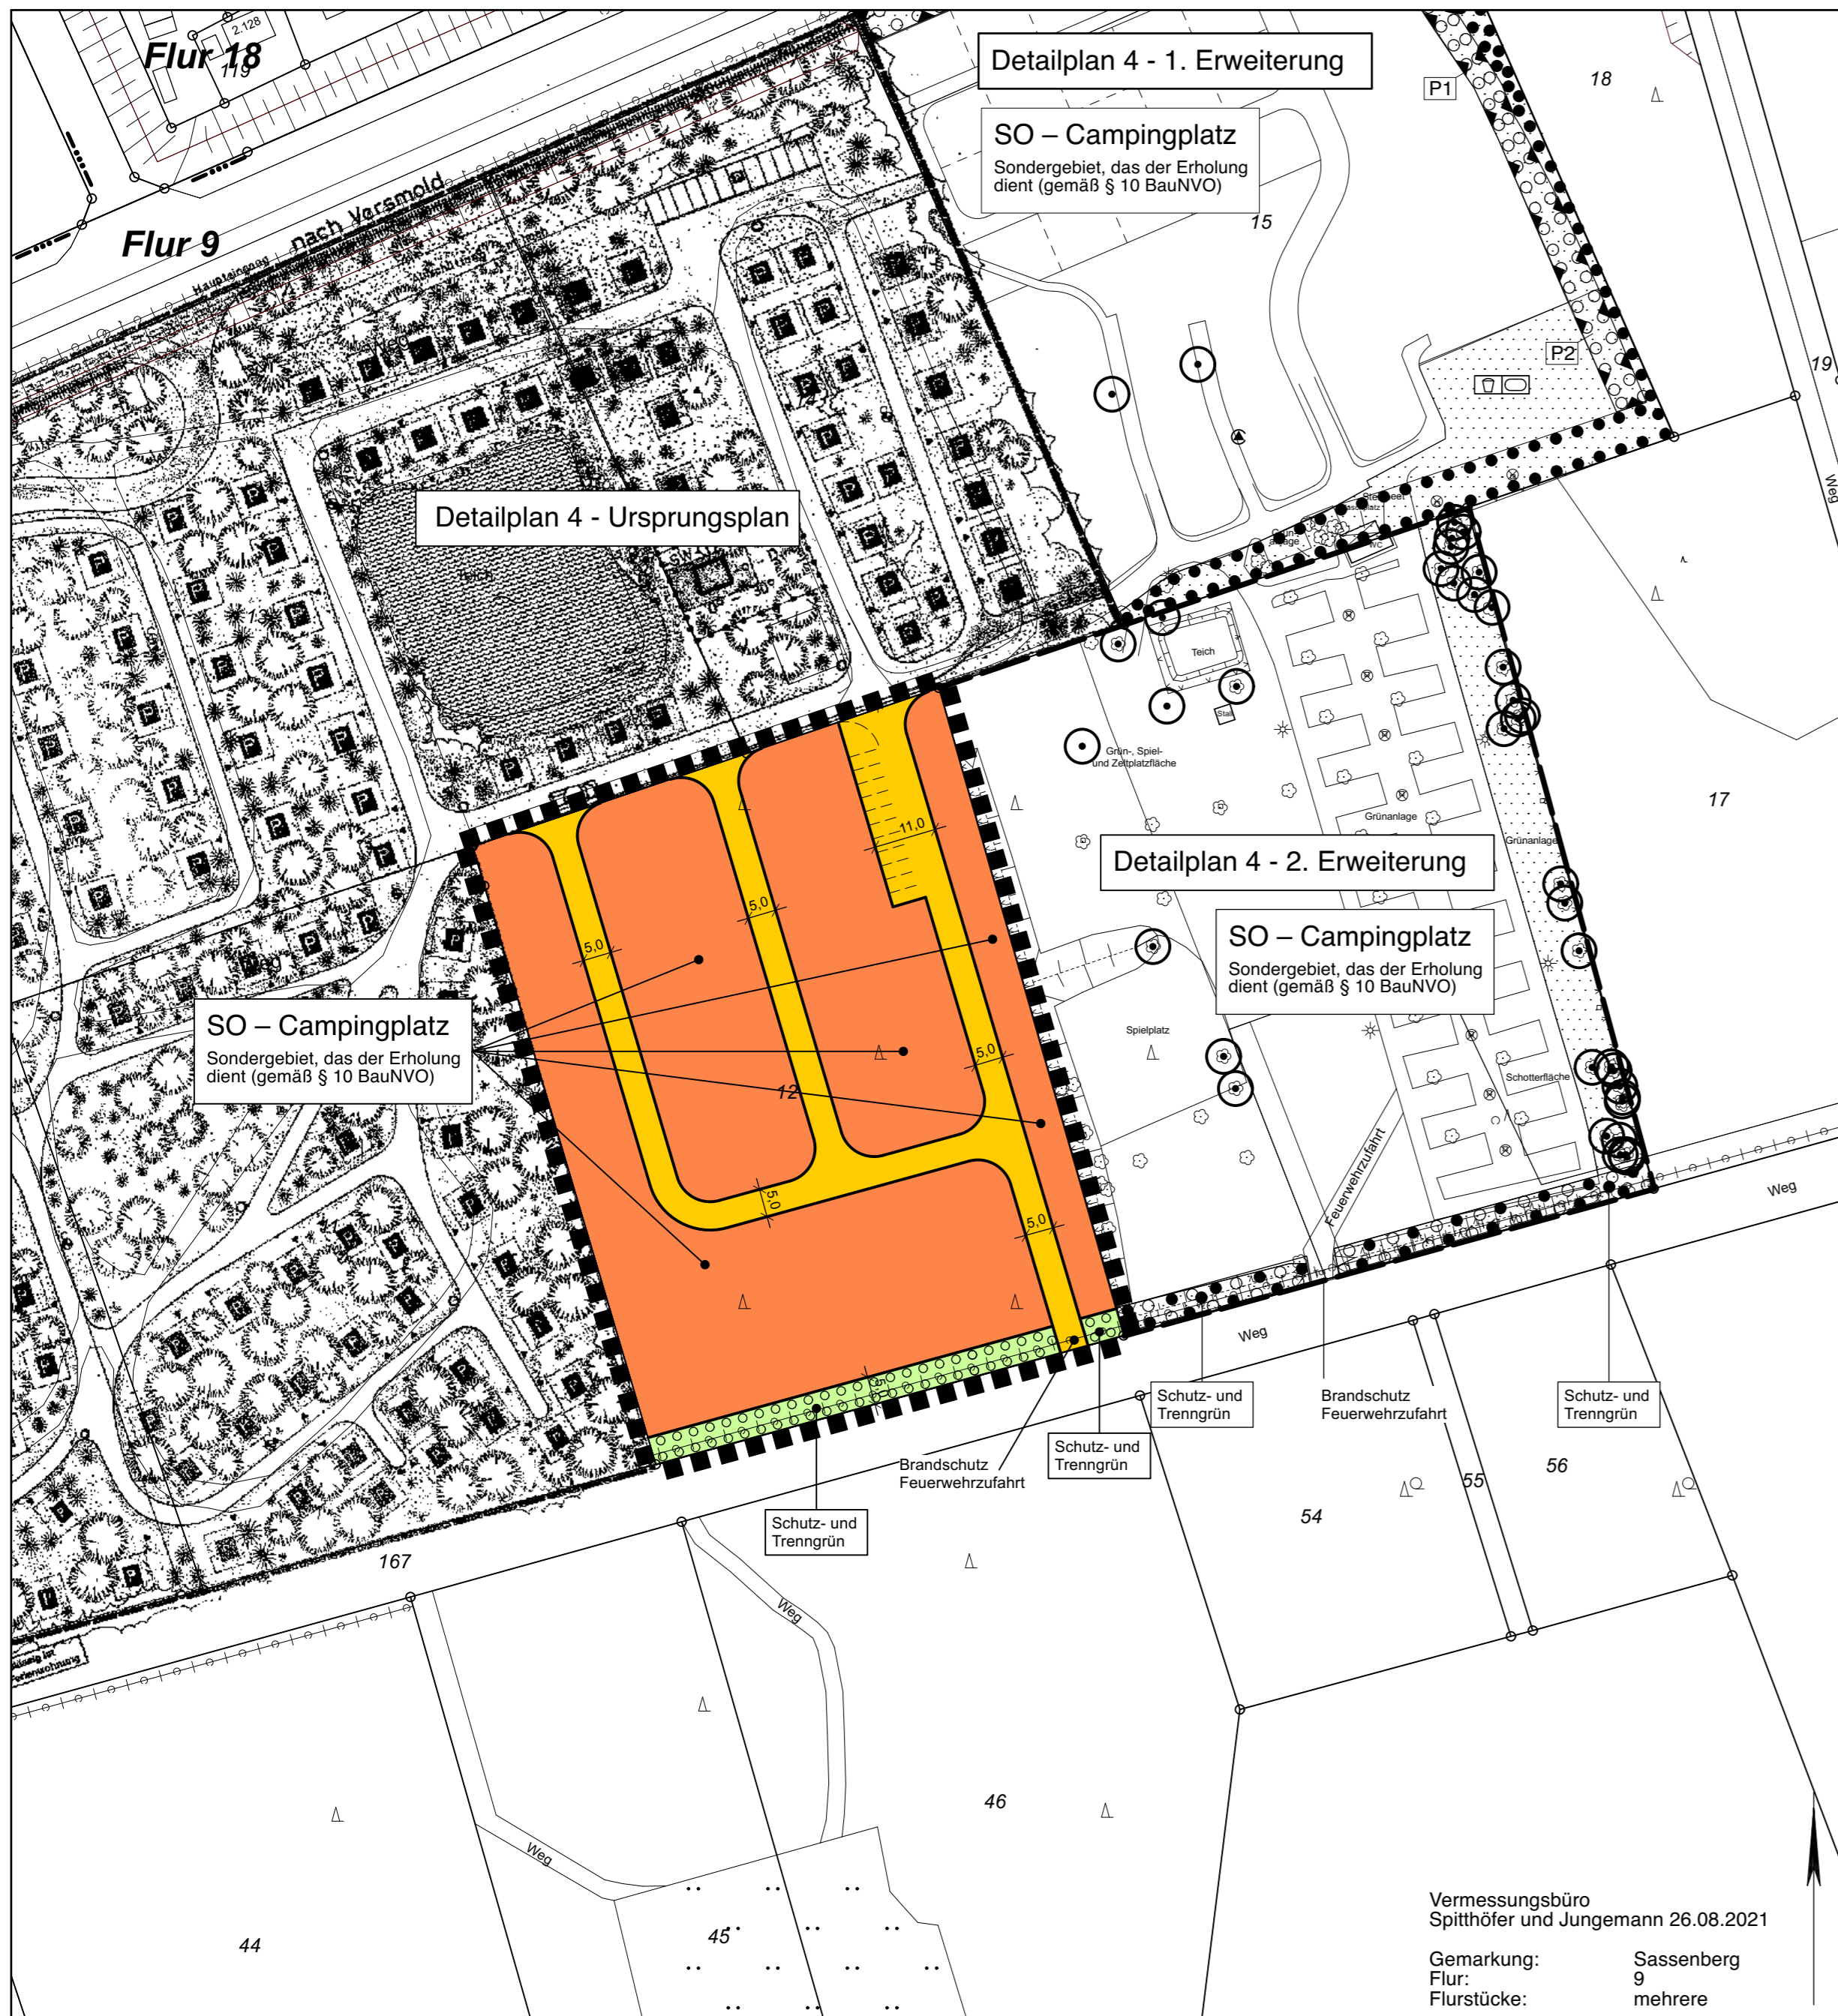 2.128
Flur 18
119
Detailplan 4 - 1. Erweiterung
P1
18
SO – Campingplatz
Sondergebiet, das der Erholung
dient (gemäß § 10 BauNVO)
15
Flur 9
nach Versmold
Haupteingang
Weg
P2
19
Weg
Detailplan 4 - Ursprungsplan
Teich
13
WC
Teich
Stall
Grün-, Spiel-
und Zeltplatzfläche
17
Grünanlage
Grünanlage
11,0
Detailplan 4 - 2. Erweiterung
5,0
5,0
SO – Campingplatz
Sondergebiet, das der Erholung
dient (gemäß § 10 BauNVO)
Weg
SO – Campingplatz
Sondergebiet, das der Erholung
dient (gemäß § 10 BauNVO)
Spielplatz
5,0
12
Schotterfläche
Feuerwehrzufahrt
5,0
5,0
Weg
Weg
5,0
Schutz- und
Trenngrün
Brandschutz
Feuerwehrzufahrt
Schutz- und
Trenngrün
Schutz- und
Trenngrün
Brandschutz
Feuerwehrzufahrt
55
56
54
Schutz- und
Trenngrün
167
Weg
46
Weg
45
44
Vermessungsbüro
Spitthöfer und Jungemann 26.08.2021
Gemarkung: Sassenberg
Flur: 9
Flurstücke: mehrere